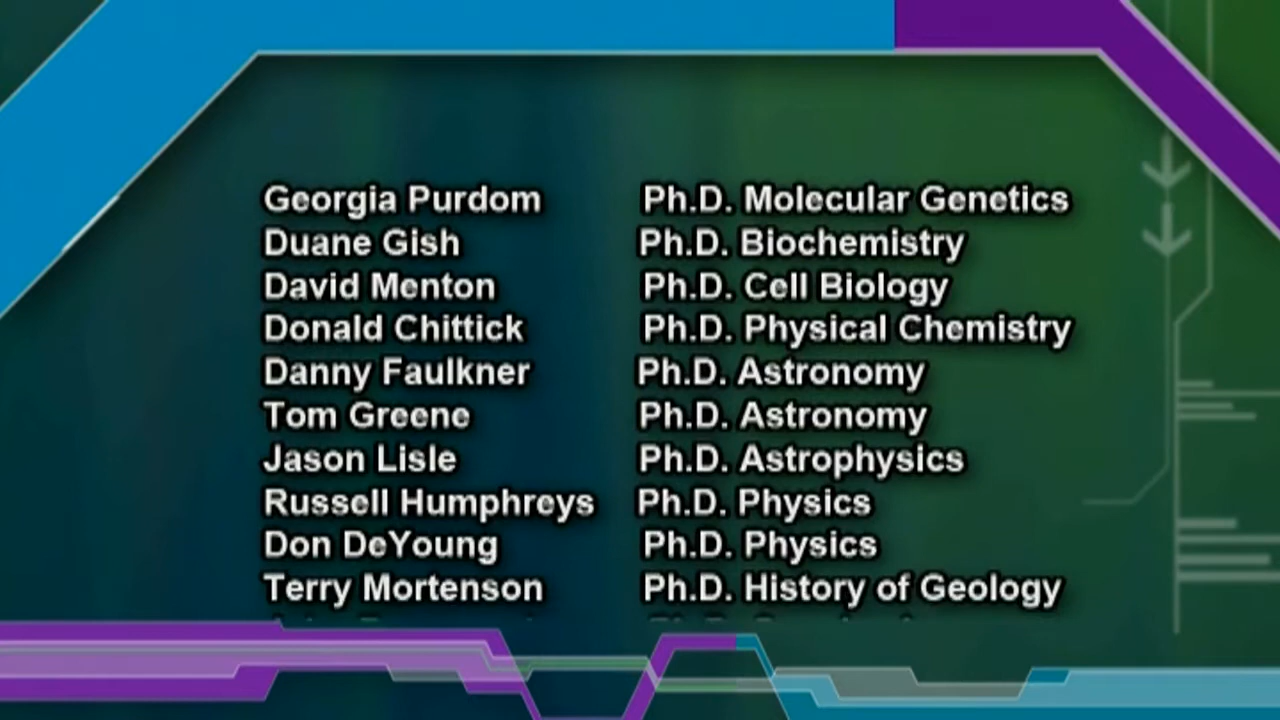 Georgia Purdom Ph.D. Molecular Genetics
Duane Gish Ph.D. Biochemistry
David Menton Ph.D. Cell Biology
Donald Chittick Ph.D. Physical Chemistry
Danny Faulkner Ph.D. Astronomy
Tom Greene Ph.D. Astronomy
Jason Lisle Ph.D. Astrophysics
Russell Humphreys Ph.D. Physics
Don DeYoung Ph.D. Physics
Terry Mortenson Ph.D. History of Geology